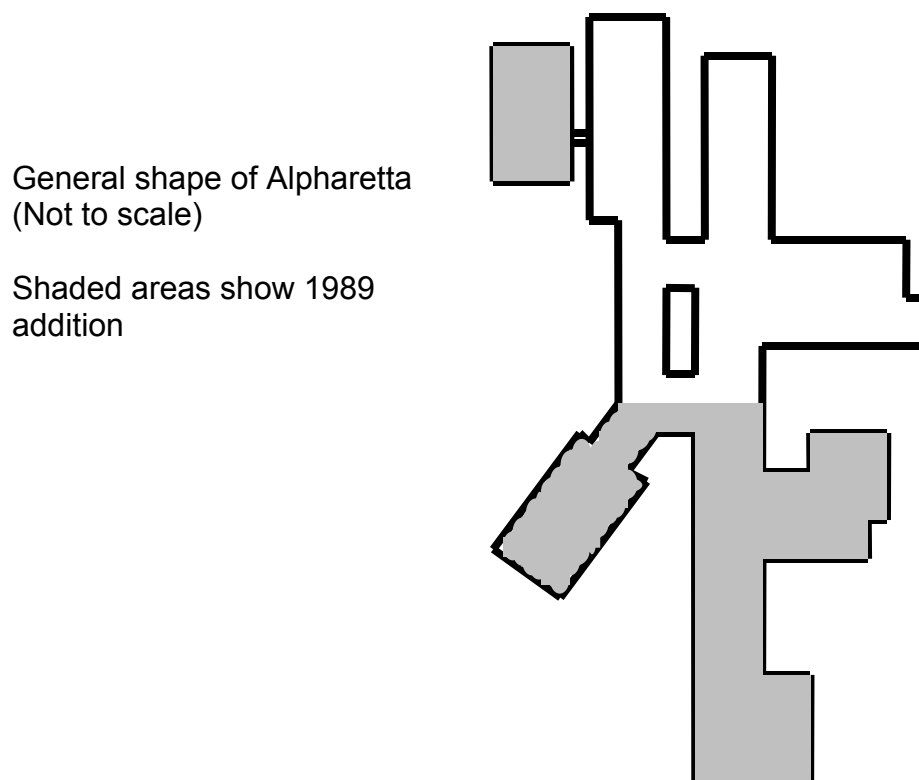 General shape of Alpharetta
(Not to scale)
Shaded areas show 1989
addition